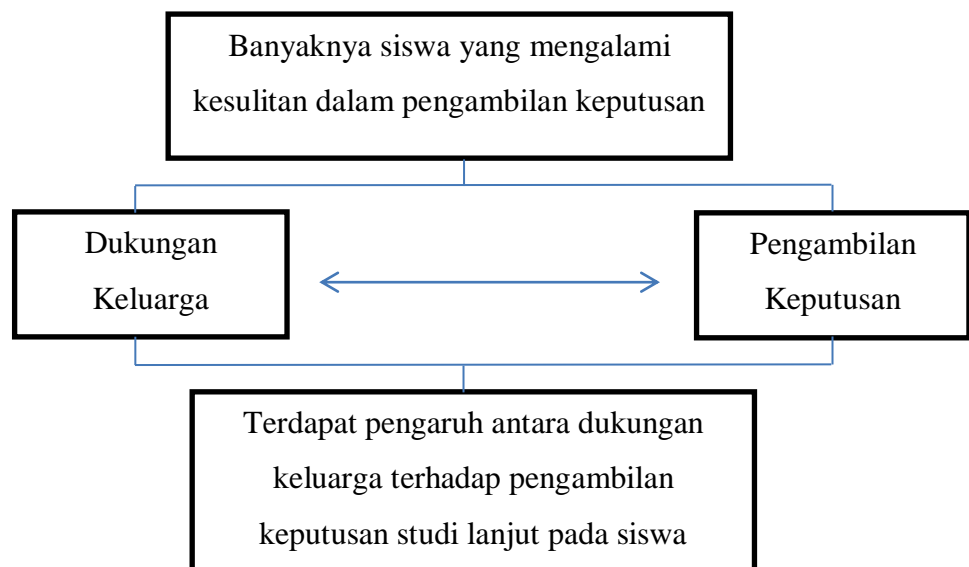 Banyaknya siswa yang mengalami
kesulitan dalam pengambilan keputusan
Dukungan
Keluarga
Pengambilan
Keputusan
Terdapat pengaruh antara dukungan
keluarga terhadap pengambilan
keputusan studi lanjut pada siswa